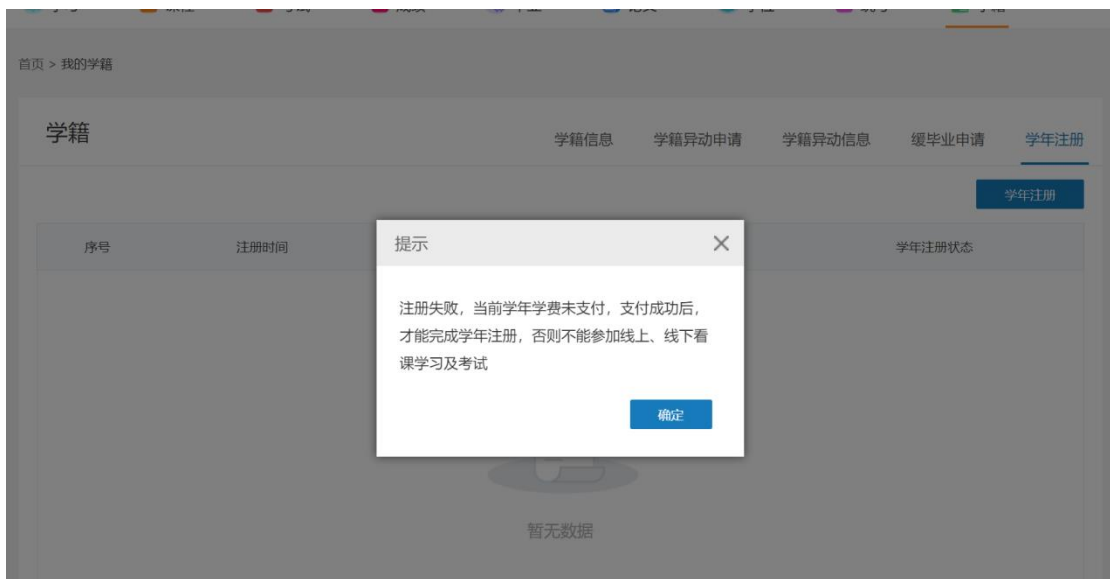 首页 > 我的学籍
学籍
学籍信息 学籍异动申请 学籍异动信息 缓毕业申请 学年注册
学年注册
序号 注册时间 学年注册状态
提示
注册失败，当前学年学费未支付，支付成功后，
才能完成学年注册，否则不能参加线上、线下看
课学习及考试
确定
暂无数据